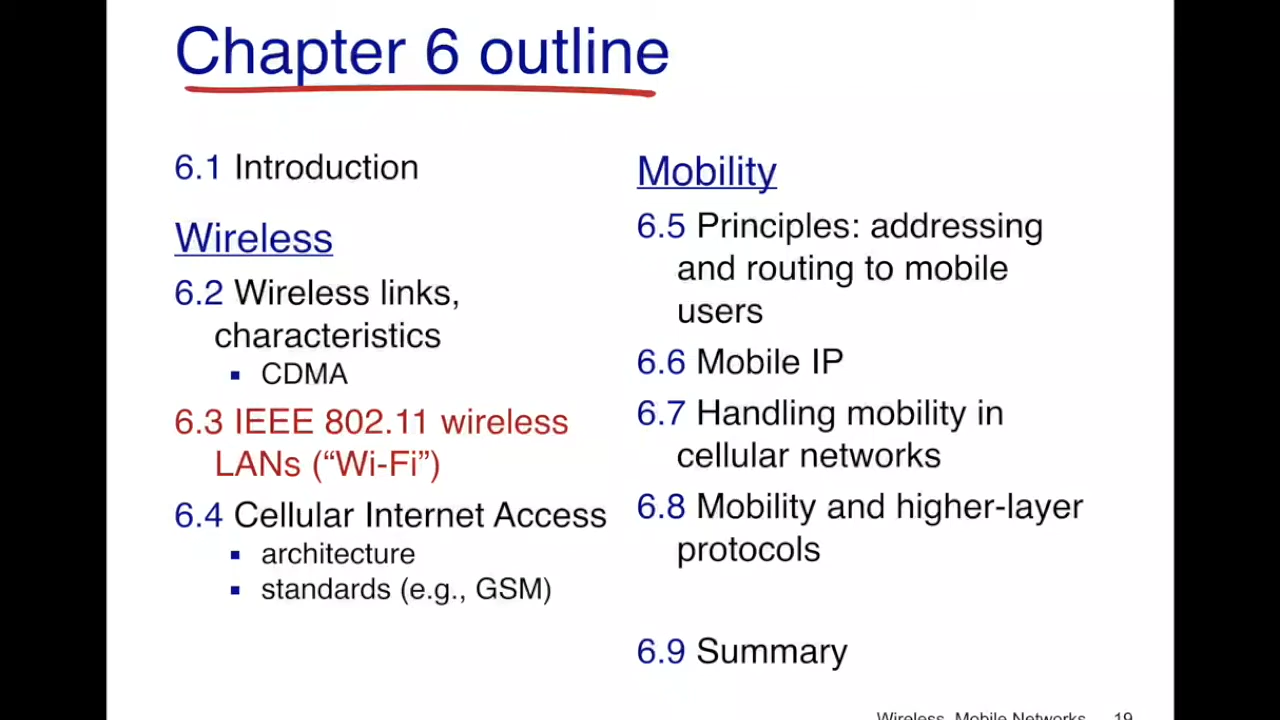 Chapter 6 outline
6.1 Introduction
Wireless
6.2 Wireless links,
characteristics
▪ CDMA
6.3 IEEE 802.11 wireless
LANs (“Wi-Fi”)
6.4 Cellular Internet Access
▪ architecture
▪ standards (e.g., GSM)
Mobility
6.5 Principles: addressing
and routing to mobile
users
6.6 Mobile IP
6.7 Handling mobility in
cellular networks
6.8 Mobility and higher-layer
protocols
6.9 Summary
Wireless, Mobile Networks 19